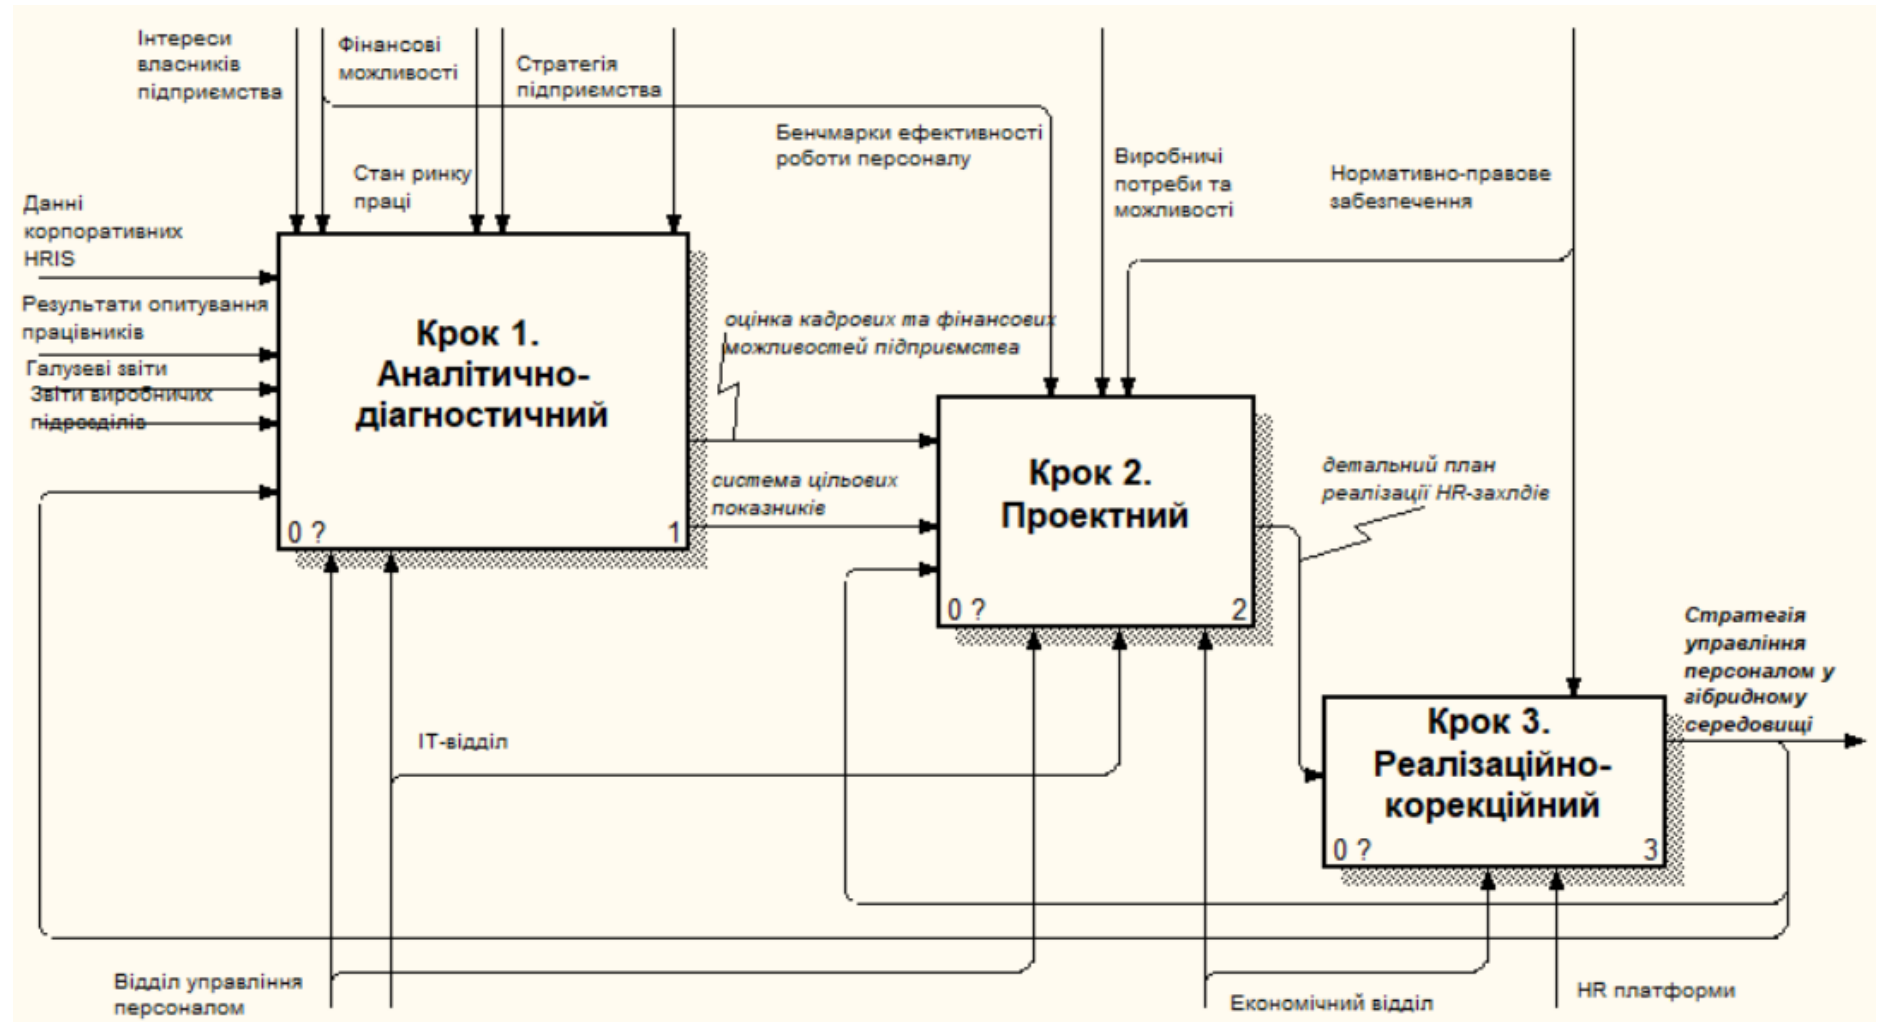 Інтереси
власників
підприємства
Фінансові
можливості
Стратегія
підприємства
Бенчмарки ефективності
роботи персоналу
Виробничі
потреби та
можливості
Нормативно-правове
забезпечення
Стан ринку
праці
Данні
корпоративних
HRIS
Результати опитування
працівників
Галузеві звіти
Звіти виробничих
підрозділів
Крок 1.
Аналітично-
діагностичний
0 ?
1
оцінка кадрових та фінансових
можливостей підприємства
система цільових
показників
Крок 2.
Проектний
0 ?
2
детальний план
реалізації HR-захлдів
Стратегія
управління
персоналом у
гібридному
середовищі
Крок 3.
Реалізаційно-
корекційний
0 ?
3
ІТ-відділ
Відділ управління
персоналом
Економічний відділ
HR платформи